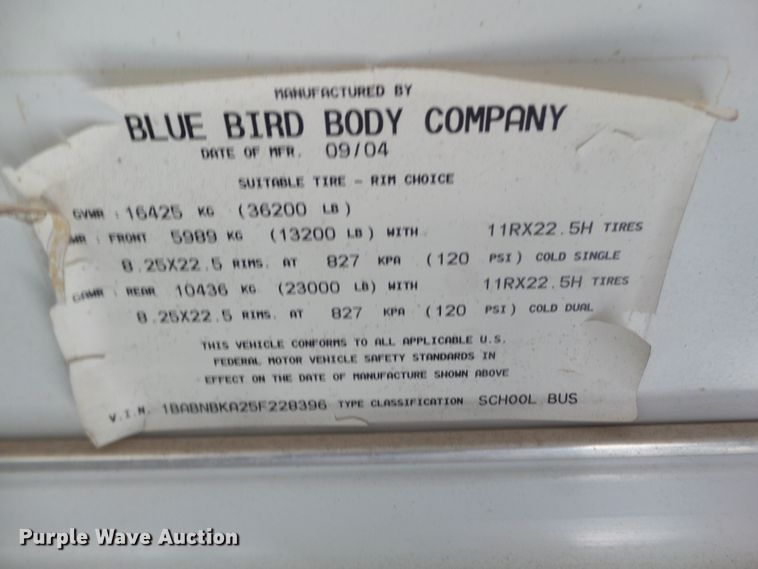 MANUFACTURED BY
BLUE BIRD BODY COMPANY
DATE OF MFR. 09/04
SUITABLE TIRE - RIM CHOICE
GVWR : 16425 KG (36200 LB)
WR : FRONT 5989 KG (13200 LB) WITH 11RX22.5H TIRES
8.25X22.5 RIMS. AT 827 KPA (120 PSI) COLD SINGLE
GAWR : REAR 10436 KG (23000 LB) WITH 11RX22.5H TIRES
8.25X22.5 RIMS. AT 827 KPA (120 PSI) COLD DUAL
THIS VEHICLE CONFORMS TO ALL APPLICABLE U.S.
FEDERAL MOTOR VEHICLE SAFETY STANDARDS IN
EFFECT ON THE DATE OF MANUFACTURE SHOWN ABOVE
V.I.N. 1BABNBKA25F228396 TYPE CLASSIFICATION SCHOOL BUS
Purple Wave Auction